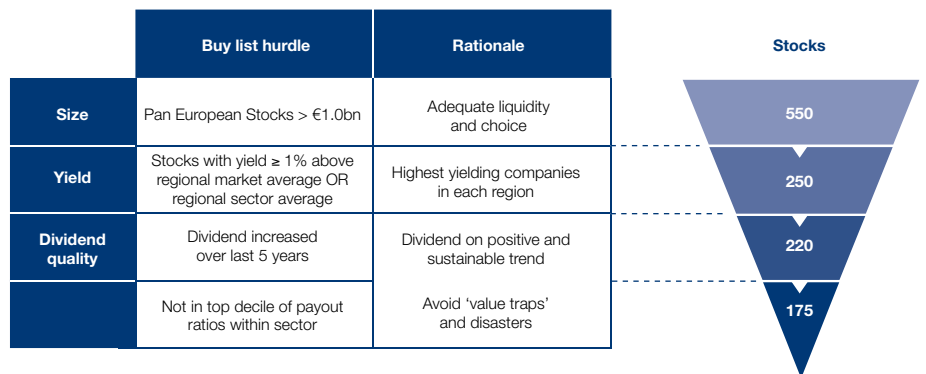 Buy list hurdle
Rationale
Stocks
Size
Pan European Stocks > €1.0bn
Adequate liquidity
and choice
550
Yield
Stocks with yield ≥ 1% above
regional market average OR
regional sector average
Highest yielding companies
in each region
250
Dividend
quality
Dividend increased
over last 5 years
Dividend on positive and
sustainable trend
220
Not in top decile of payout
ratios within sector
Avoid ‘value traps’
and disasters
175